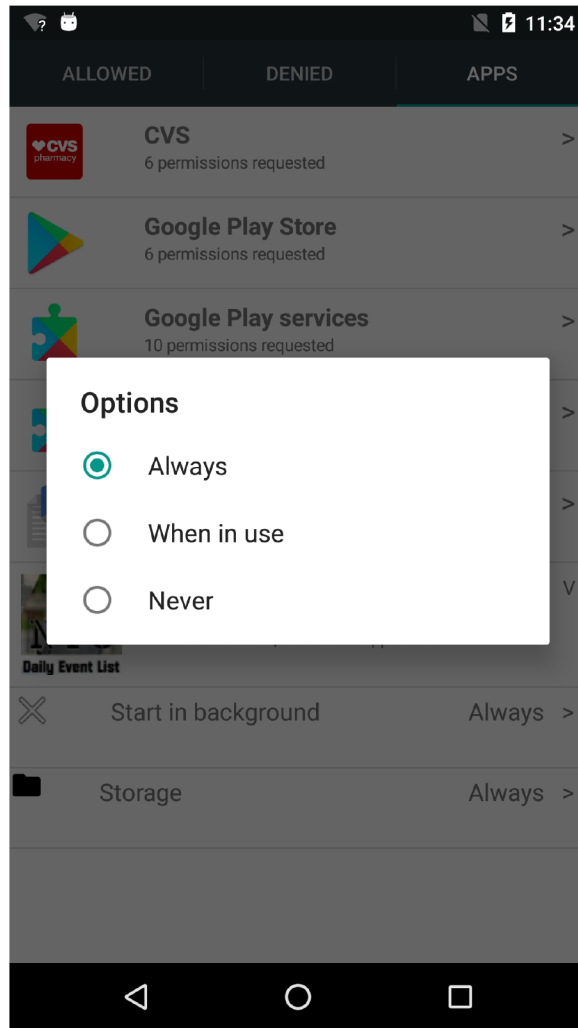 11:34
ALLOWED DENIED APPS
CVS pharmacy
CVS
6 permissions requested
>
Google Play Store
6 permissions requested
>
Google Play services
10 permissions requested
>
>
>
Options
Always
When in use
Never
V
Daily Event List
Start in background Always >
Storage Always >